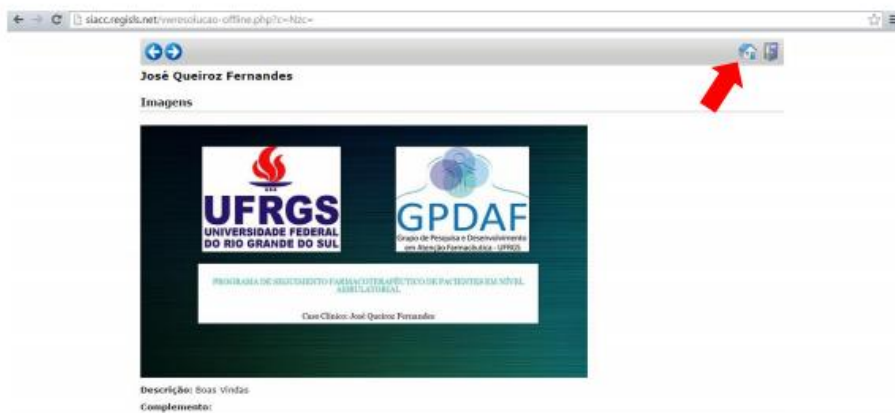 siacc.regisls.net/vwresolucao-offline.php?c=Nzc=
José Queiroz Fernandes
Imagens
UFRGS
UNIVERSIDADE FEDERAL
DO RIO GRANDE DO SUL
GPDAF
Grupo de Pesquisa e Desenvolvimento
em Atenção Farmacêutica - UFRGS
PROGRAMA DE SEGUIMENTO FARMACOTERAPÊUTICO DE PACIENTES EM NÍVEL
AMBULATORIAL
Caso Clínico: José Queiroz Fernandes
Descrição: Boas Vindas
Complemento: